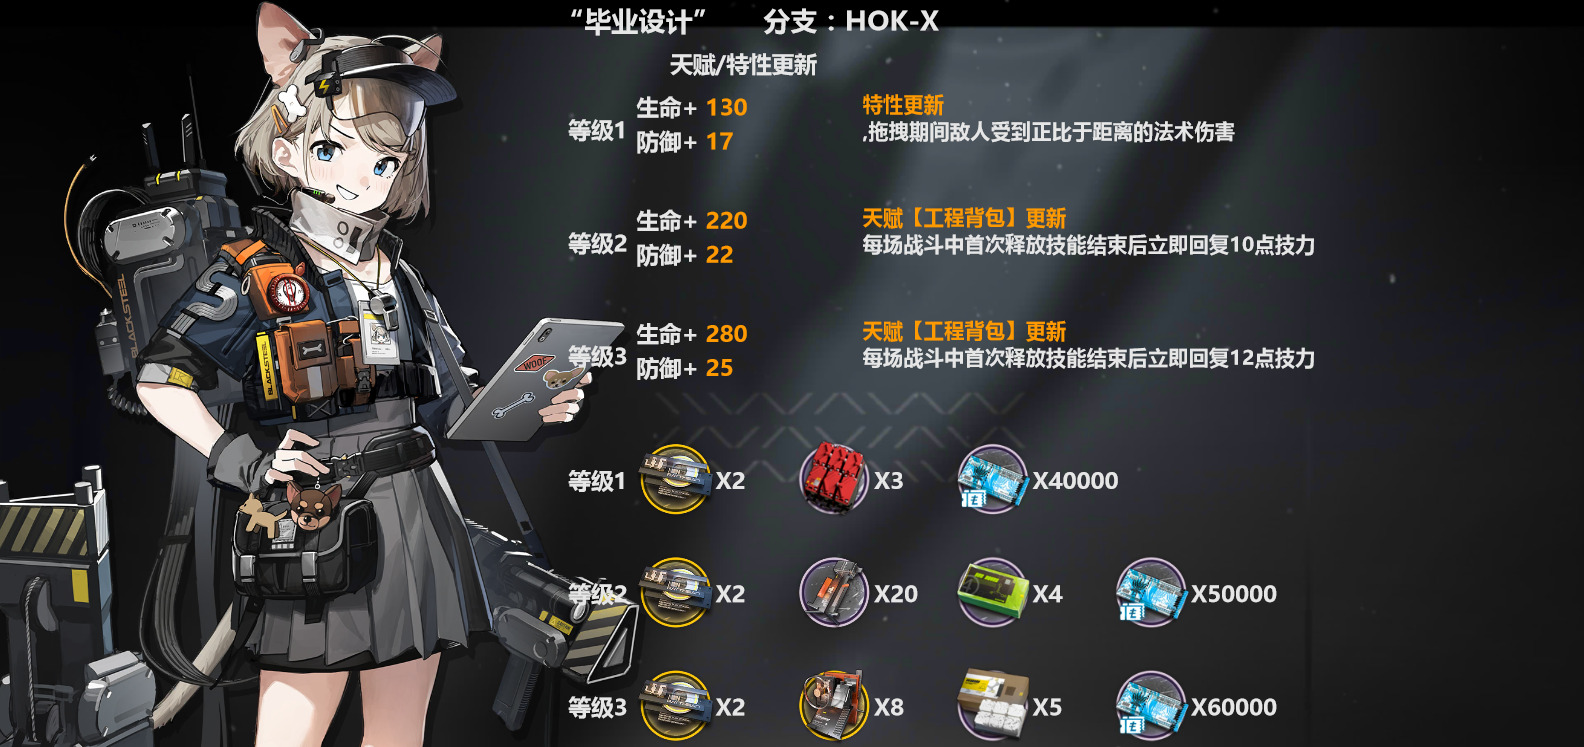 “毕业设计” 分支：HOK-X
天赋/特性更新
等级1
生命+ 130
防御+ 17
特性更新
,拖拽期间敌人受到正比于距离的法术伤害
等级2
生命+ 220
防御+ 22
天赋【工程背包】更新
每场战斗中首次释放技能结束后立即回复10点技力
等级3
生命+ 280
防御+ 25
天赋【工程背包】更新
每场战斗中首次释放技能结束后立即回复12点技力
等级1 X2 X3 X40000
等级2 X2 X20 X4 X50000
等级3 X2 X8 X5 X60000
BLACKSTEEL
BLACKSTEEL
WOOF